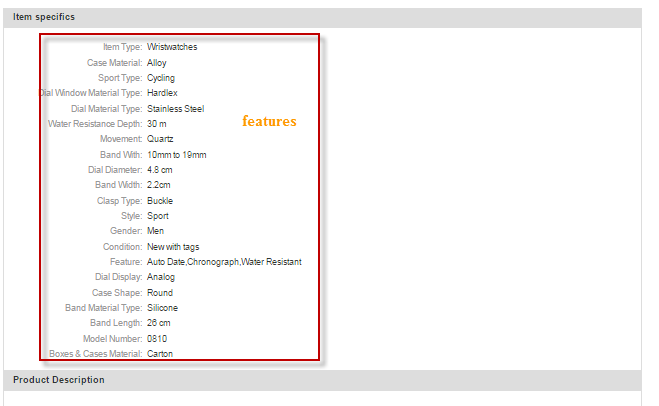 Item specifics
Item Type: Wristwatches
Case Material: Alloy
Sport Type: Cycling
Dial Window Material Type: Hardlex
Dial Material Type: Stainless Steel
Water Resistance Depth: 30 m
features
Movement: Quartz
Band With: 10mm to 19mm
Dial Diameter: 4.8 cm
Band Width: 2.2cm
Clasp Type: Buckle
Style: Sport
Gender: Men
Condition: New with tags
Feature: Auto Date,Chronograph,Water Resistant
Dial Display: Analog
Case Shape: Round
Band Material Type: Silicone
Band Length: 26 cm
Model Number: 0810
Boxes & Cases Material: Carton
Product Description